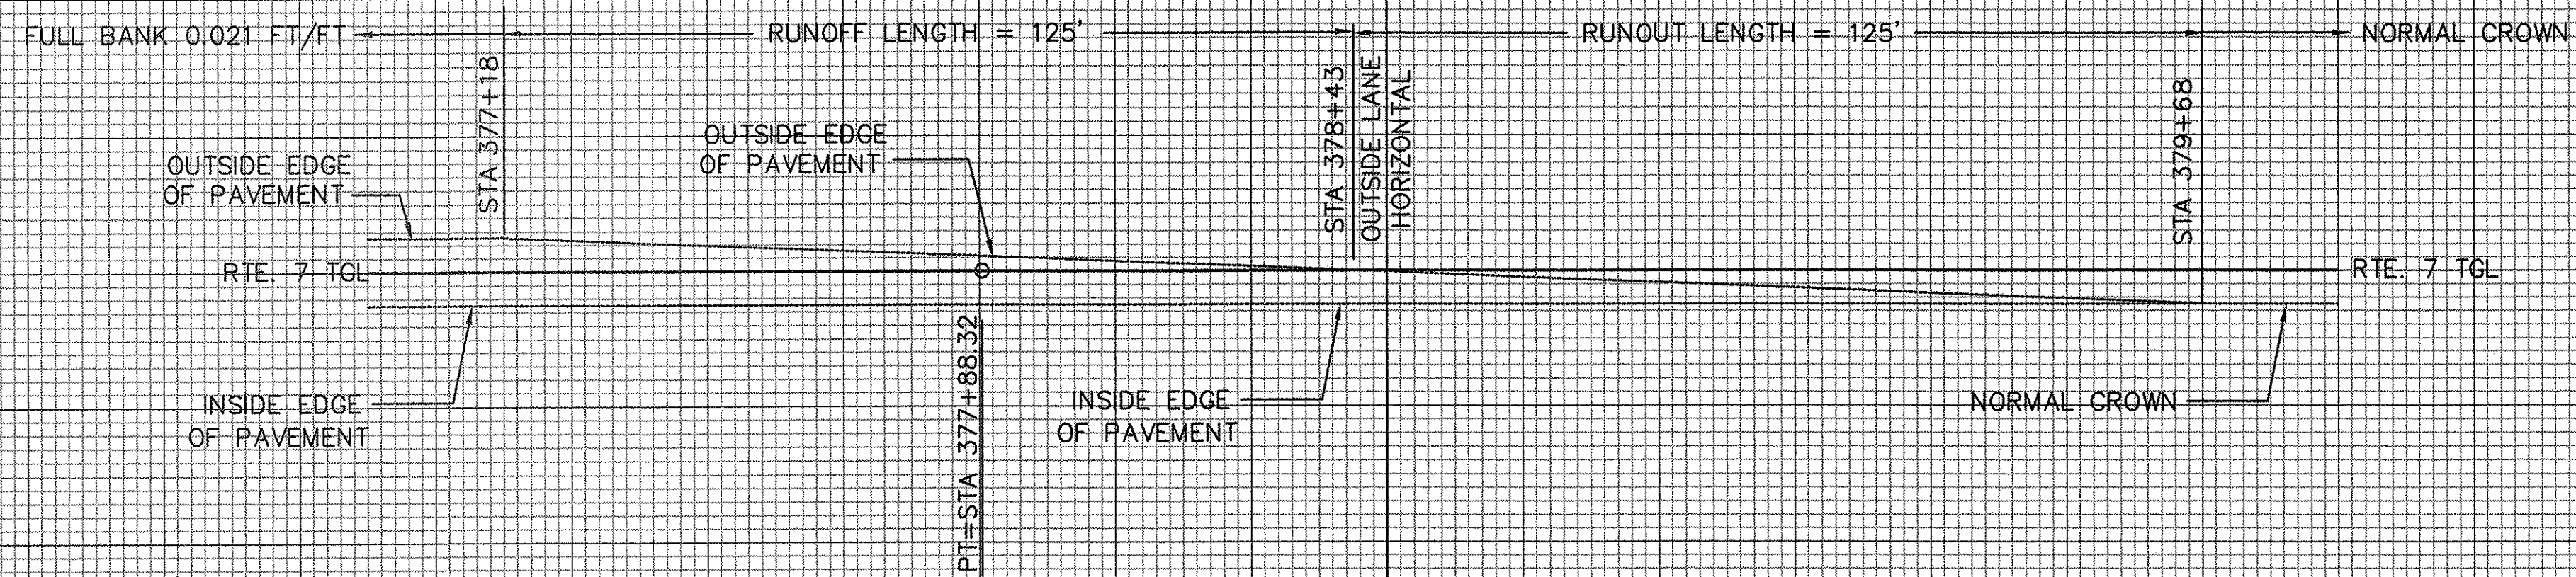 FULL BANK 0.021 FT/FT
RUNOFF LENGTH = 125'
RUNOUT LENGTH = 125'
NORMAL CROWN
STA 377+18
STA 378+43
OUTSIDE LANE
HORIZONTAL
STA 379+68
OUTSIDE EDGE
OF PAVEMENT
OUTSIDE EDGE
OF PAVEMENT
RTE. 7 TGL
RTE. 7 TGL
PT=STA 377+88.32
INSIDE EDGE
OF PAVEMENT
INSIDE EDGE
OF PAVEMENT
NORMAL CROWN